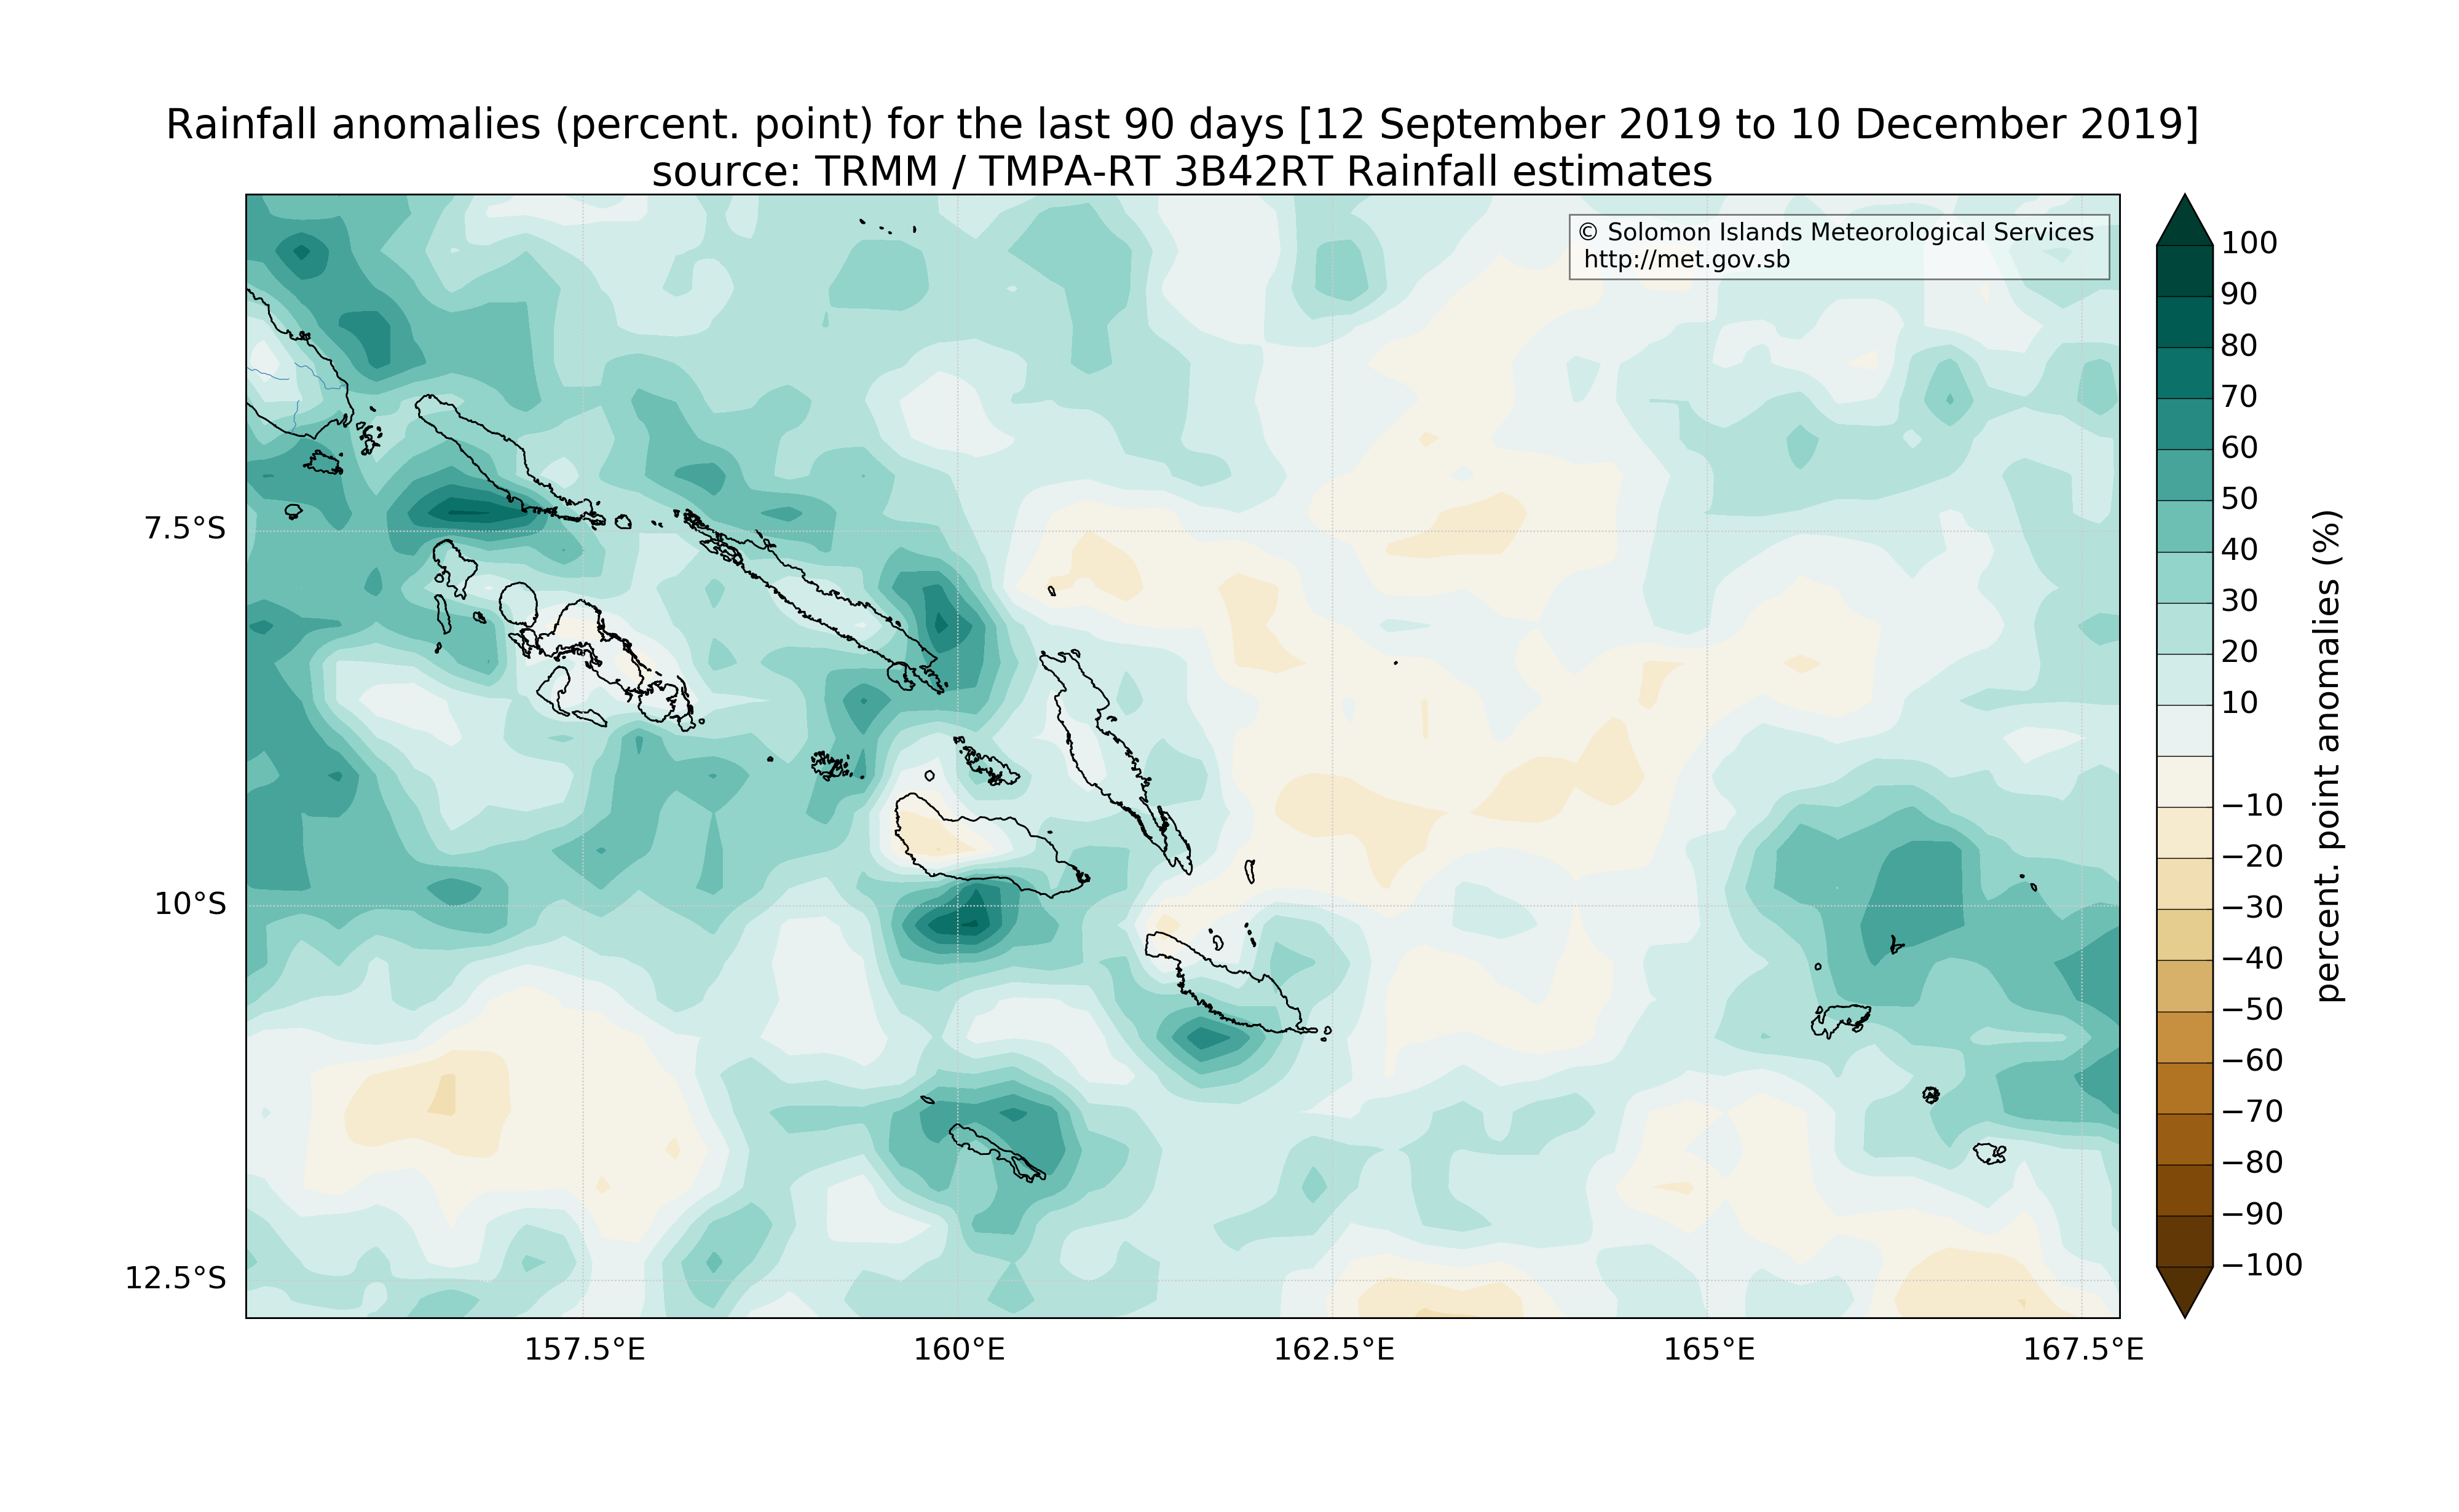 Rainfall anomalies (percent. point) for the last 90 days [12 September 2019 to 10 December 2019]
source: TRMM / TMPA-RT 3B42RT Rainfall estimates
© Solomon Islands Meteorological Services
http://met.gov.sb
7.5°S
10°S
12.5°S
157.5°E
160°E
162.5°E
165°E
167.5°E
100
90
80
70
60
50
40
30
20
10
−10
−20
−30
−40
−50
−60
−70
−80
−90
−100
percent. point anomalies (%)